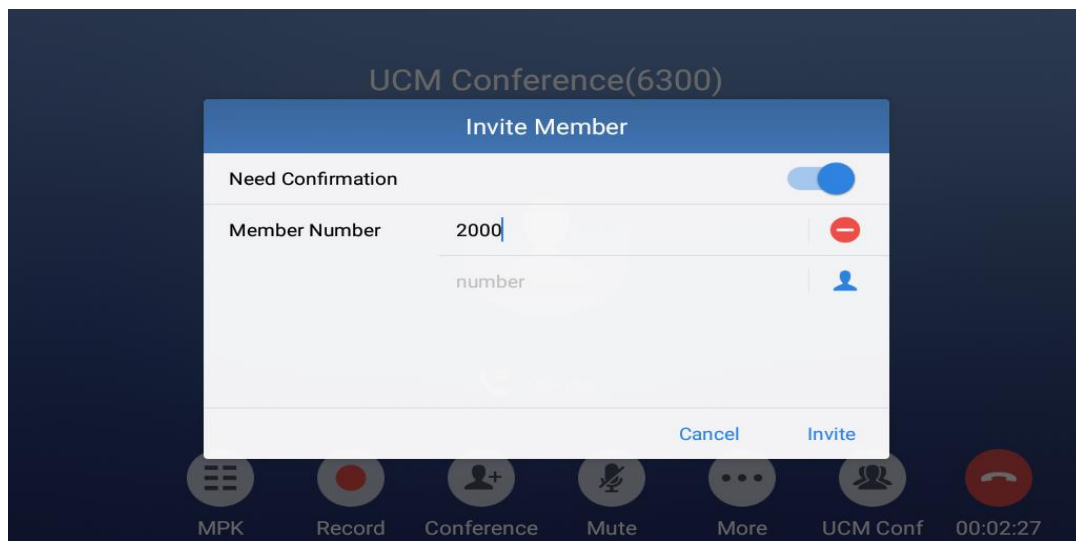 UCM Conference(6300)
Invite Member
Need Confirmation
Member Number 2000
number
Cancel Invite
MPK Record Conference Mute More UCM Conf 00:02:27